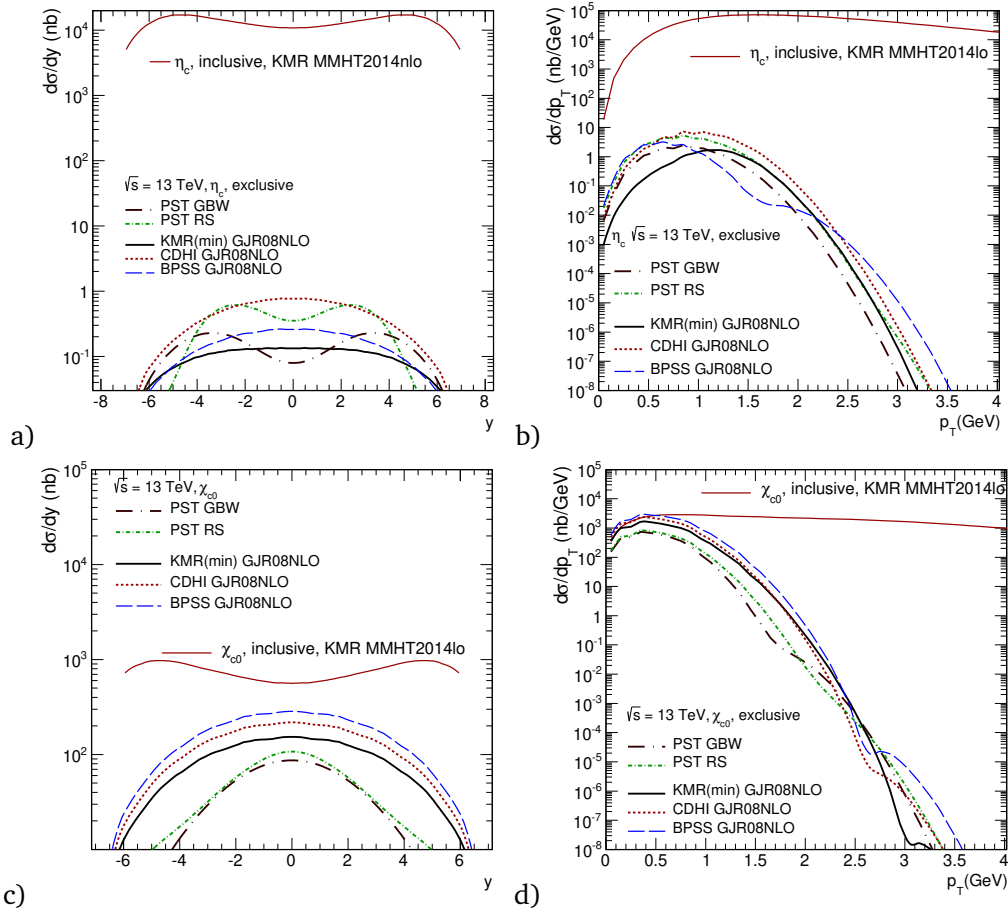 dσ/dy (nb)
10⁴
10³
10²
10
1
10⁻¹
η_c, inclusive, KMR MMHT2014nlo
√s = 13 TeV, η_c, exclusive
PST GBW
PST RS
KMR(min) GJR08NLO
CDHI GJR08NLO
BPSS GJR08NLO
-8 -6 -4 -2 0 2 4 6 8
y
a)
dσ/dp_T (nb/GeV)
10⁵
10⁴
10³
10²
10
1
10⁻¹
10⁻²
10⁻³
10⁻⁴
10⁻⁵
10⁻⁶
10⁻⁷
10⁻⁸
η_c, inclusive, KMR MMHT2014lo
η_c √s = 13 TeV, exclusive
PST GBW
PST RS
KMR(min) GJR08NLO
CDHI GJR08NLO
BPSS GJR08NLO
0 0.5 1 1.5 2 2.5 3 3.5 4
p_T(GeV)
b)
dσ/dy (nb)
10⁵
10⁴
10³
10²
√s = 13 TeV, χ_c0
PST GBW
PST RS
KMR(min) GJR08NLO
CDHI GJR08NLO
BPSS GJR08NLO
χ_c0, inclusive, KMR MMHT2014lo
-6 -4 -2 0 2 4 6
y
c)
dσ/dp_T (nb/GeV)
10⁵
10⁴
10³
10²
10
1
10⁻¹
10⁻²
10⁻³
10⁻⁴
10⁻⁵
10⁻⁶
10⁻⁷
10⁻⁸
χ_c0, inclusive, KMR MMHT2014lo
√s = 13 TeV, χ_c0, exclusive
PST GBW
PST RS
KMR(min) GJR08NLO
CDHI GJR08NLO
BPSS GJR08NLO
0 0.5 1 1.5 2 2.5 3 3.5 4
p_T(GeV)
d)